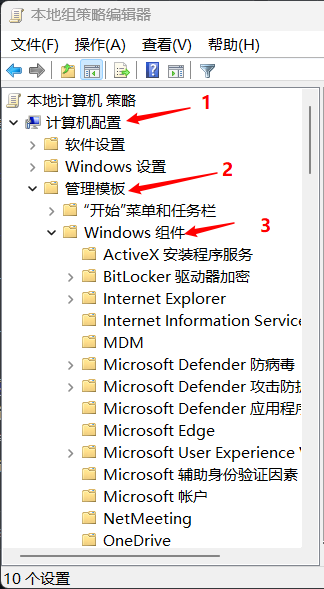 本地组策略编辑器
文件(F) 操作(A) 查看(V) 帮助(H)
本地计算机 策略
计算机配置 1
软件设置
Windows 设置
管理模板 2
“开始”菜单和任务栏
Windows 组件 3
ActiveX 安装程序服务
BitLocker 驱动器加密
Internet Explorer
Internet Information Service
MDM
Microsoft Defender 防病毒
Microsoft Defender 攻击防护
Microsoft Defender 应用程序
Microsoft Edge
Microsoft User Experience V
Microsoft 辅助身份验证因素
Microsoft 帐户
NetMeeting
OneDrive
10 个设置